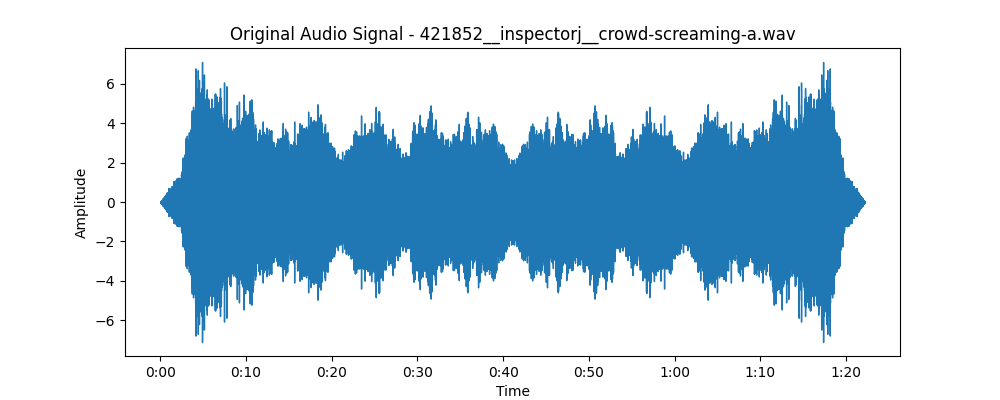 Original Audio Signal - 421852__inspectorj__crowd-screaming-a.wav
6
4
2
0
−2
−4
−6
Amplitude
0:00 0:10 0:20 0:30 0:40 0:50 1:00 1:10 1:20
Time